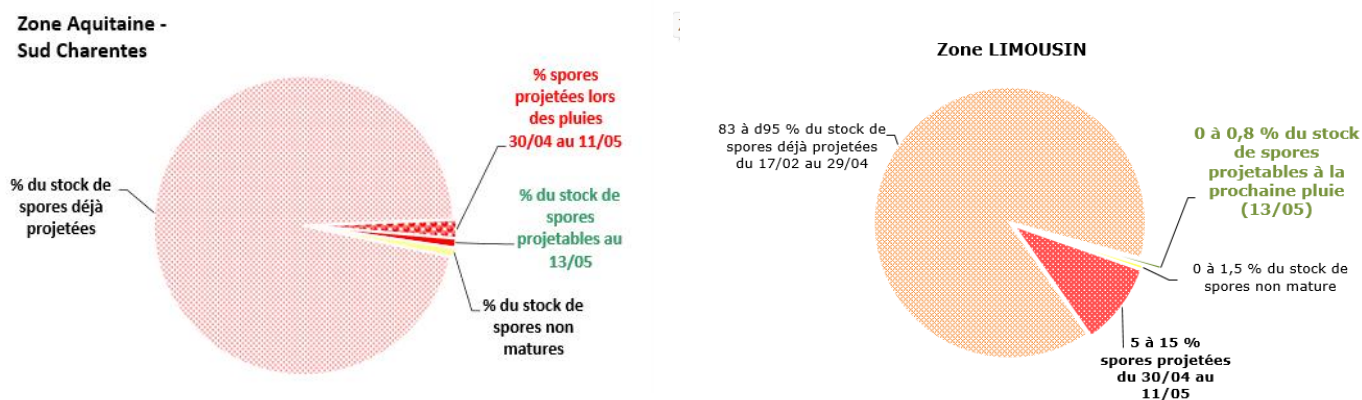 Zone Aquitaine -
Sud Charentes
% spores
projetées lors
des pluies
30/04 au 11/05
% du stock de
spores déjà
projetées
% du stock de
spores
projetables au
13/05
% du stock de
spores non
matures
Zone LIMOUSIN
83 à d95 % du stock de
spores déjà projetées
du 17/02 au 29/04
0 à 0,8 % du stock
de spores
projetables à la
prochaine pluie
(13/05)
0 à 1,5 % du stock de
spores non mature
5 à 15 %
spores projetées
du 30/04 au
11/05